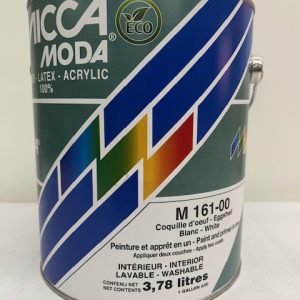 MICCA
MODA
ECO
- LATEX - ACRYLIC
100%
M 161-00
Coquille d'oeuf - Eggshell
Blanc - White
Peinture et apprêt en un - Paint and primer in
Appliquer deux couches - Apply two coats
INTÉRIEUR - INTERIOR
LAVABLE - WASHABLE
CONTENU NET
NET CONTENTS
3,78 litres
1 GALLON (US)